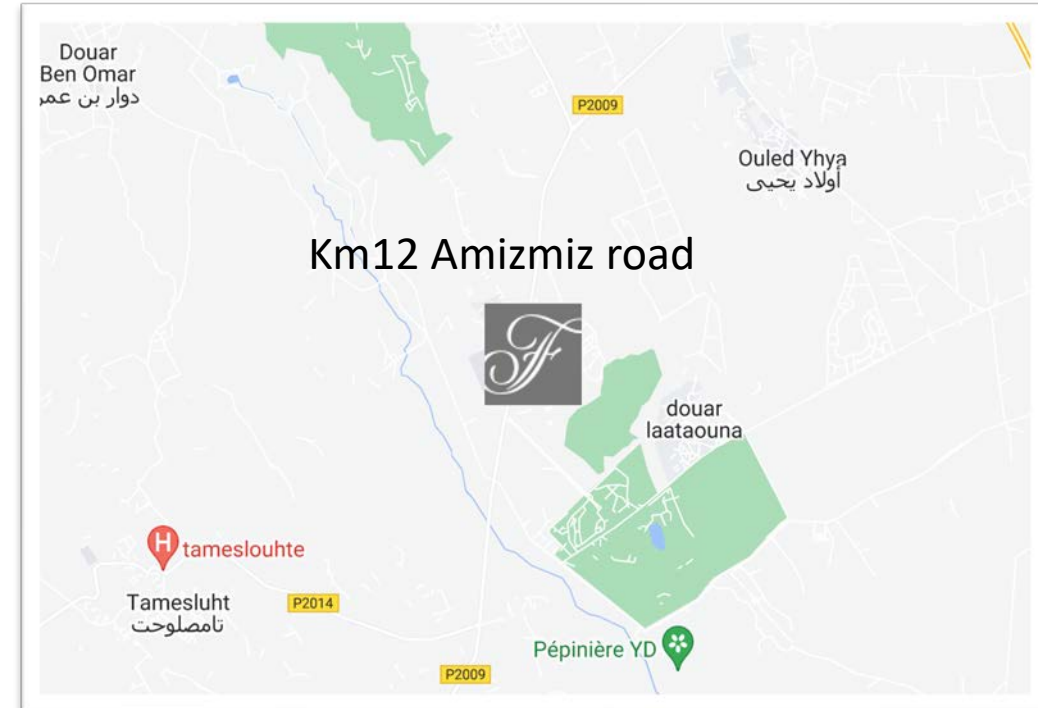 Douar
Ben Omar
دوار بن عمر
P2009
Ouled Yhya
أولاد يحيى
Km12 Amizmiz road
F
douar
laataouna
H tameslouhte
Tamesluht
تامصلوحت
P2014
Pépinière YD
P2009